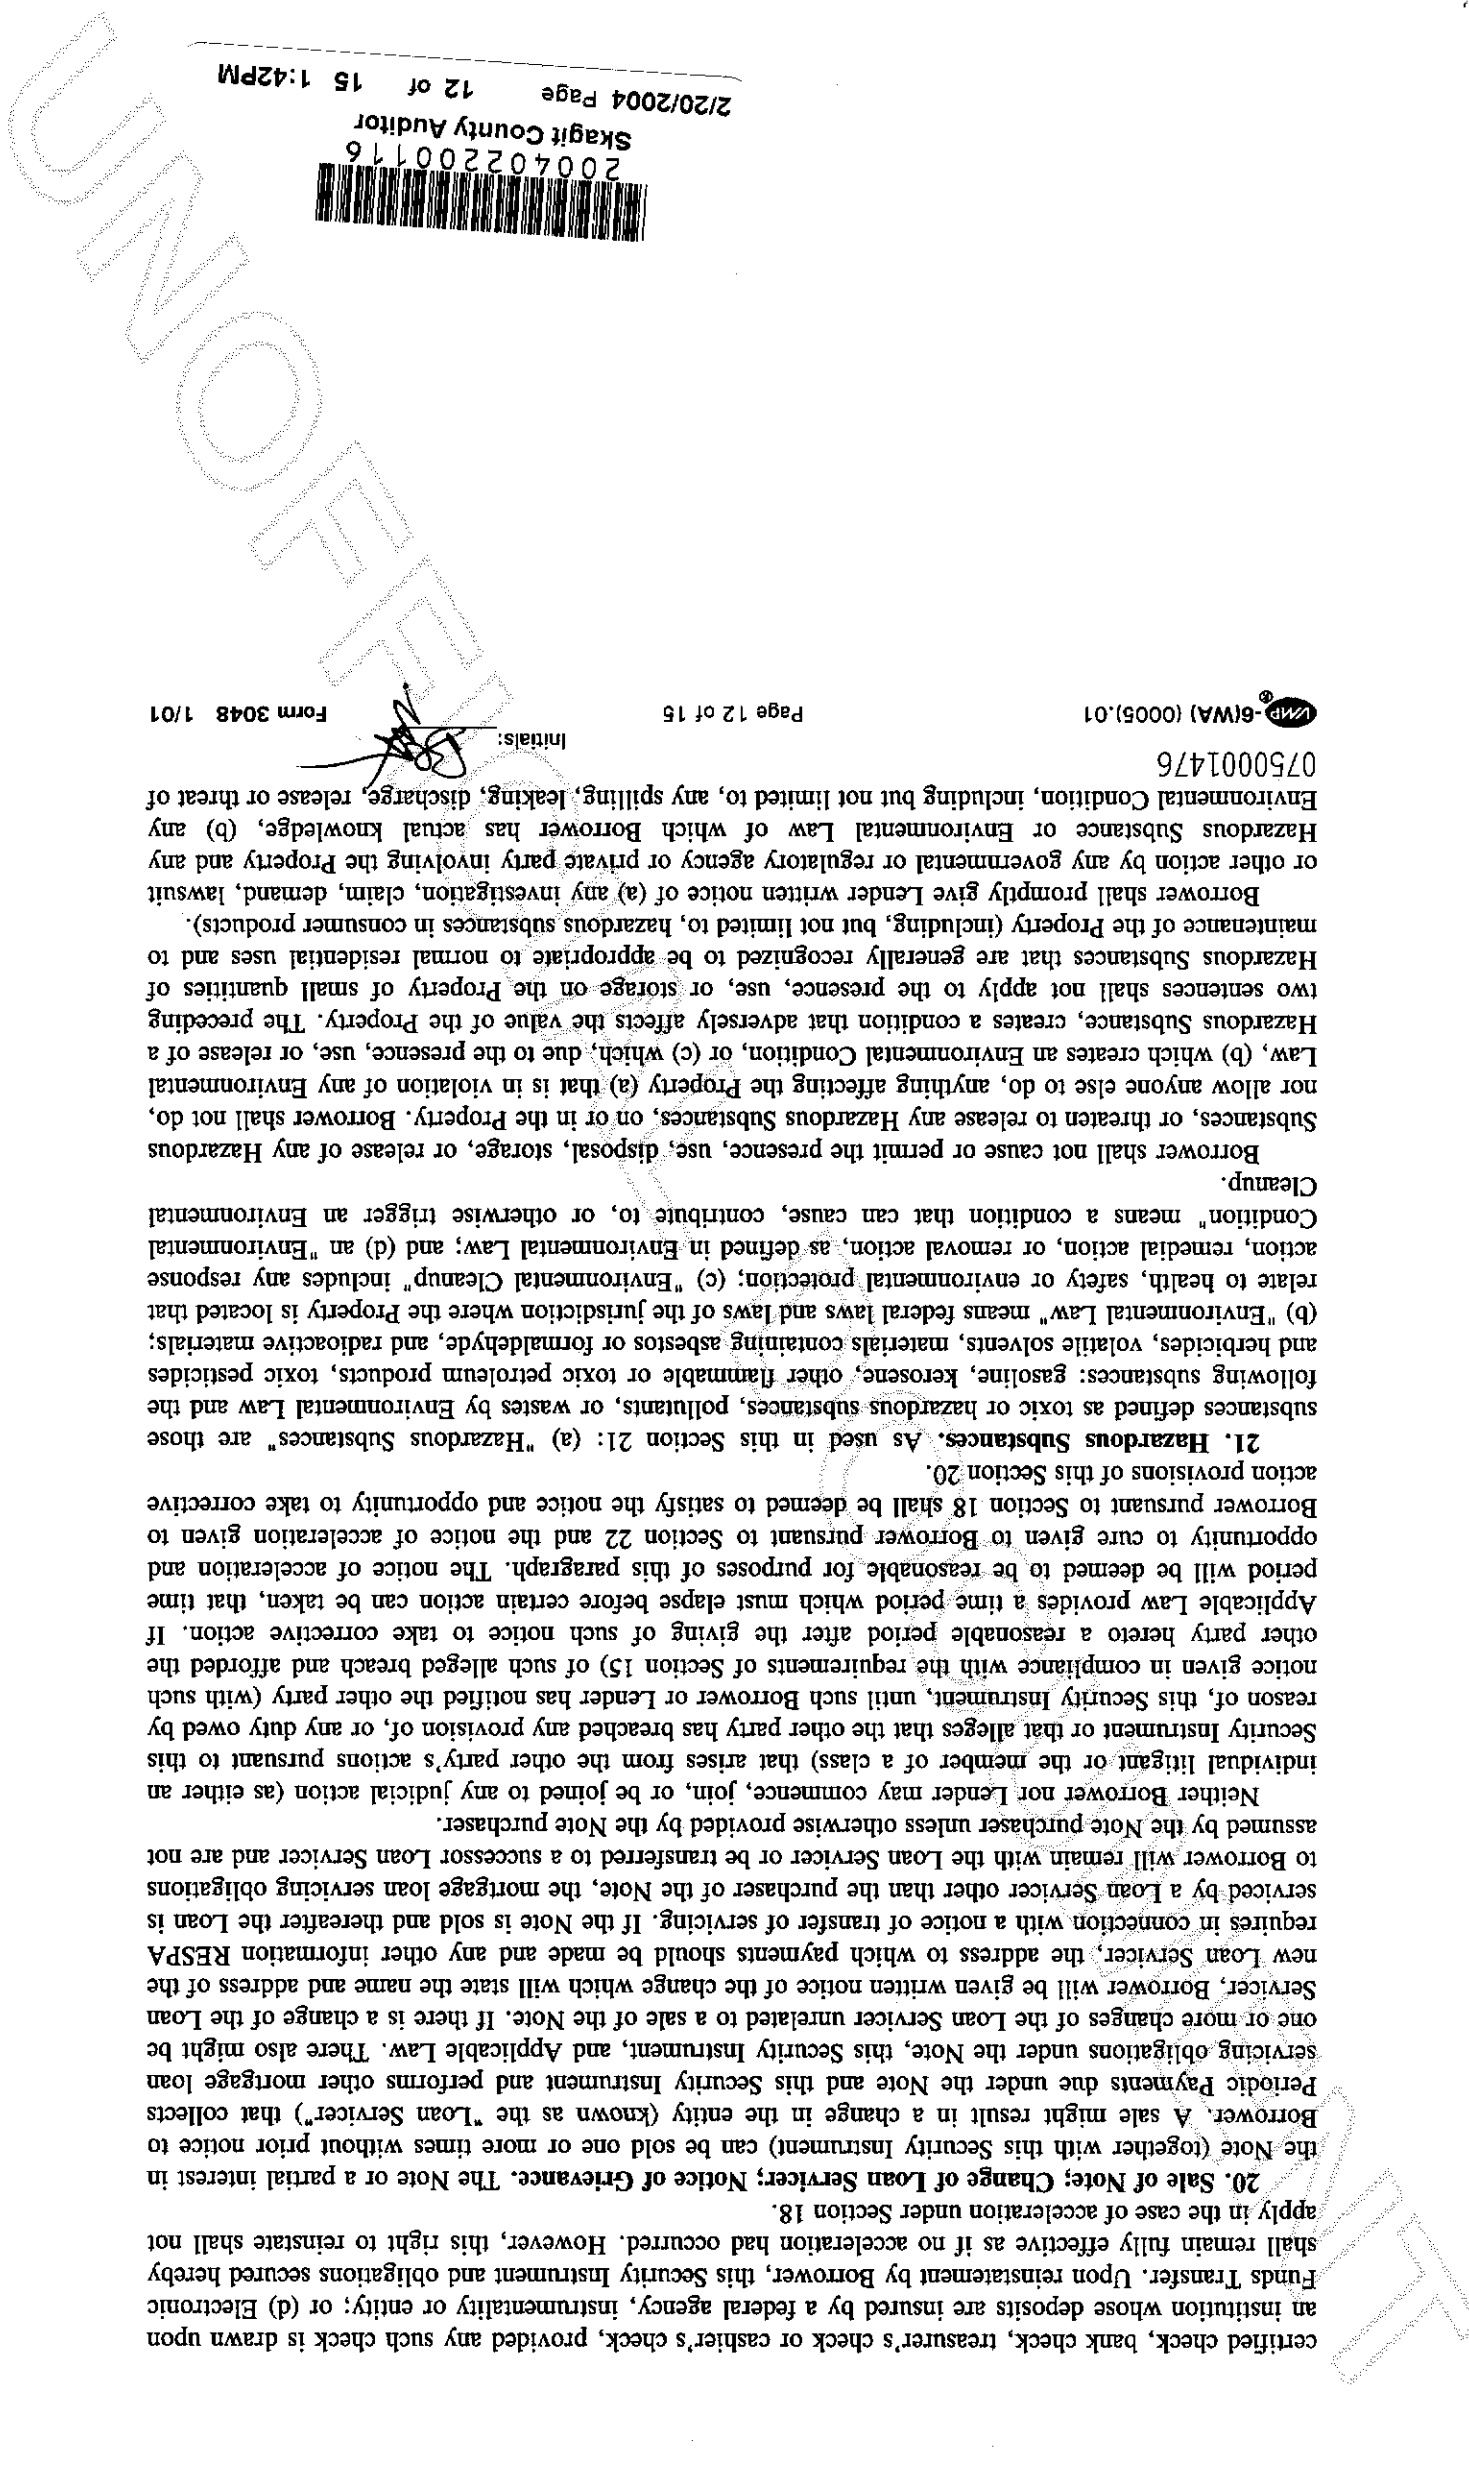 certified check, bank check, treasurer's check or cashier's check, provided any such check is drawn upon
an institution whose deposits are insured by a federal agency, instrumentality or entity; or (d) Electronic
Funds Transfer. Upon reinstatement by Borrower, this Security Instrument and obligations secured hereby
shall remain fully effective as if no acceleration had occurred. However, this right to reinstate shall not
apply in the case of acceleration under Section 18.
20. Sale of Note; Change of Loan Servicer; Notice of Grievance. The Note or a partial interest in
the Note (together with this Security Instrument) can be sold one or more times without prior notice to
Borrower. A sale might result in a change in the entity (known as the "Loan Servicer") that collects
Periodic Payments due under the Note and this Security Instrument and performs other mortgage loan
servicing obligations under the Note, this Security Instrument, and Applicable Law. There also might be
one or more changes of the Loan Servicer unrelated to a sale of the Note. If there is a change of the Loan
Servicer, Borrower will be given written notice of the change which will state the name and address of the
new Loan Servicer, the address to which payments should be made and any other information RESPA
requires in connection with a notice of transfer of servicing. If the Note is sold and thereafter the Loan is
serviced by a Loan Servicer other than the purchaser of the Note, the mortgage loan servicing obligations
to Borrower will remain with the Loan Servicer or be transferred to a successor Loan Servicer and are not
assumed by the Note purchaser unless otherwise provided by the Note purchaser.
Neither Borrower nor Lender may commence, join, or be joined to any judicial action (as either an
individual litigant or the member of a class) that arises from the other party's actions pursuant to this
Security Instrument or that alleges that the other party has breached any provision of, or any duty owed by
reason of, this Security Instrument, until such Borrower or Lender has notified the other party (with such
notice given in compliance with the requirements of Section 15) of such alleged breach and afforded the
other party hereto a reasonable period after the giving of such notice to take corrective action. If
Applicable Law provides a time period which must elapse before certain action can be taken, that time
period will be deemed to be reasonable for purposes of this paragraph. The notice of acceleration and
opportunity to cure given to Borrower pursuant to Section 22 and the notice of acceleration given to
Borrower pursuant to Section 18 shall be deemed to satisfy the notice and opportunity to take corrective
action provisions of this Section 20.
21. Hazardous Substances. As used in this Section 21: (a) "Hazardous Substances" are those
substances defined as toxic or hazardous substances, pollutants, or wastes by Environmental Law and the
following substances: gasoline, kerosene, other flammable or toxic petroleum products, toxic pesticides
and herbicides, volatile solvents, materials containing asbestos or formaldehyde, and radioactive materials;
(b) "Environmental Law" means federal laws and laws of the jurisdiction where the Property is located that
relate to health, safety or environmental protection; (c) "Environmental Cleanup" includes any response
action, remedial action, or removal action, as defined in Environmental Law; and (d) an "Environmental
Condition" means a condition that can cause, contribute to, or otherwise trigger an Environmental
Cleanup.
Borrower shall not cause or permit the presence, use, disposal, storage, or release of any Hazardous
Substances, or threaten to release any Hazardous Substances, on or in the Property. Borrower shall not do,
nor allow anyone else to do, anything affecting the Property (a) that is in violation of any Environmental
Law, (b) which creates an Environmental Condition, or (c) which, due to the presence, use, or release of a
Hazardous Substance, creates a condition that adversely affects the value of the Property. The preceding
two sentences shall not apply to the presence, use, or storage on the Property of small quantities of
Hazardous Substances that are generally recognized to be appropriate to normal residential uses and to
maintenance of the Property (including, but not limited to, hazardous substances in consumer products).
Borrower shall promptly give Lender written notice of (a) any investigation, claim, demand, lawsuit
or other action by any governmental or regulatory agency or private party involving the Property and any
Hazardous Substance or Environmental Law of which Borrower has actual knowledge, (b) any
Environmental Condition, including but not limited to, any spilling, leaking, discharge, release or threat of
0750001476
Initials:
VMP-6(WA) (0005).01 Page 12 of 15 Form 3048 1/01
200402200116
Skagit County Auditor
2/20/2004 Page 12 of 15 1:42PM
UNOFFICIAL DOCUMENT